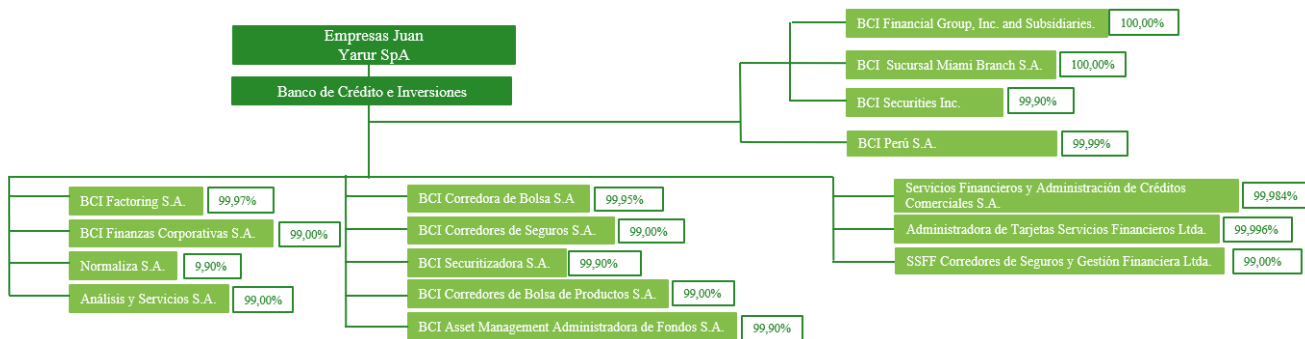 Empresas Juan
Yarur SpA
Banco de Crédito e Inversiones
BCI Financial Group, Inc. and Subsidiaries.
100,00%
BCI  Sucursal Miami Branch S.A.
100,00%
BCI Securities Inc.
99,90%
BCI Perú S.A.
99,99%
BCI Factoring S.A.
99,97%
BCI Finanzas Corporativas S.A.
99,00%
Normaliza S.A.
9,90%
Análisis y Servicios S.A.
99,00%
BCI Corredora de Bolsa S.A
99,95%
BCI Corredores de Seguros S.A.
99,00%
BCI Securitizadora S.A.
99,90%
BCI Corredores de Bolsa de Productos S.A.
99,00%
BCI Asset Management Administradora de Fondos S.A.
99,90%
Servicios Financieros y Administración de Créditos
Comerciales S.A.
99,984%
Administradora de Tarjetas Servicios Financieros Ltda.
99,996%
SSFF Corredores de Seguros y Gestión Financiera Ltda.
99,00%